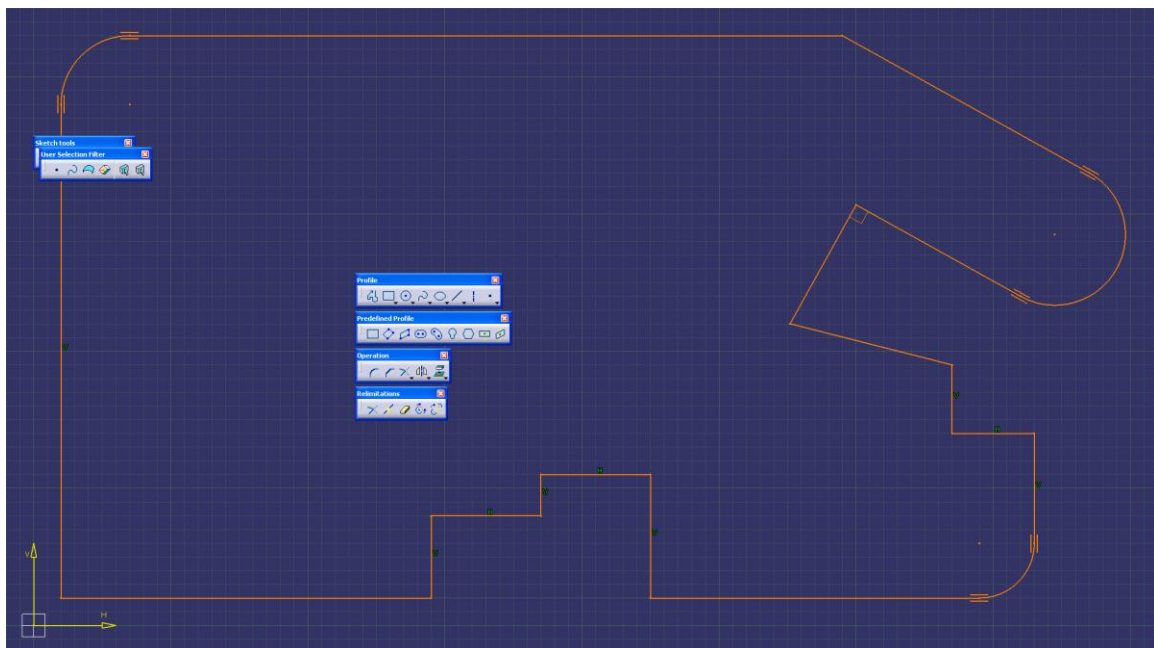 Sketch tools
User Selection Filter
Profile
Predefined Profile
Operation
Relimitations
V
H
V
H
V
H
V
V
V
H
V